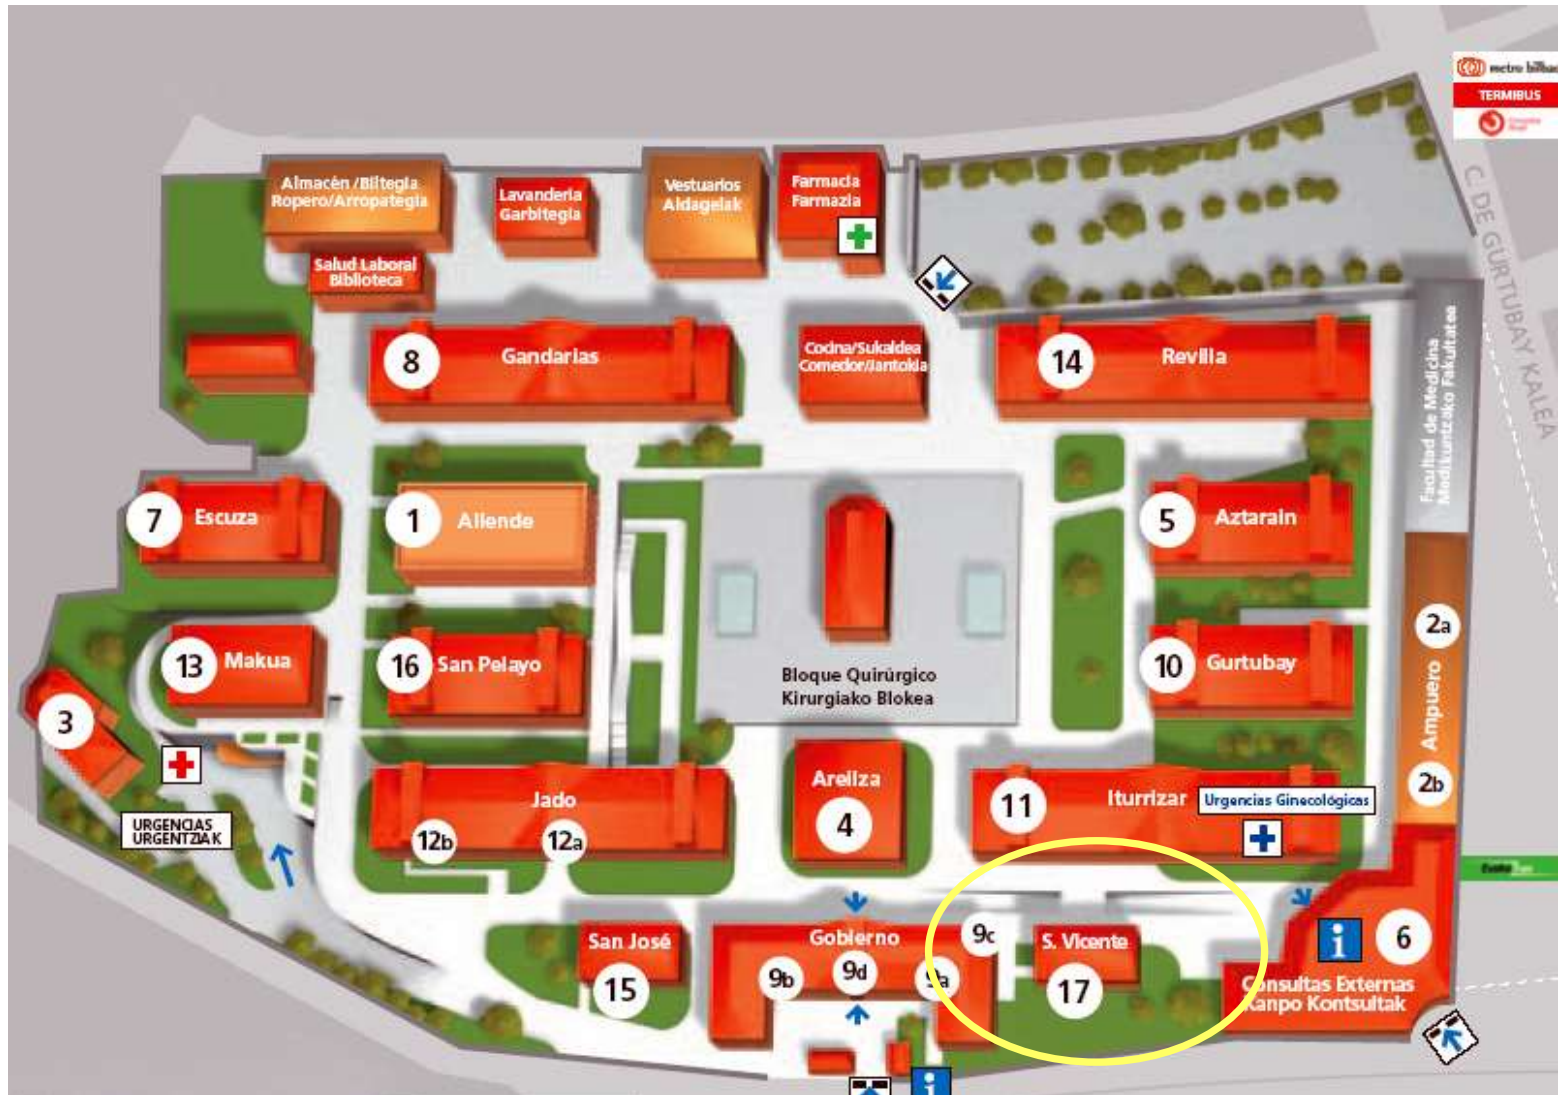 metro bilbao
TERMIBUS
C. DE GURTUBAY KALEA
Almacén /Biltegia
Ropero/Arropategia
Lavanderia
Garbitegia
Vestuarios
Aldagelak
Farmacia
Farmazia
Salud Laboral
Biblioteca
8
Gandarias
Cocina/Sukaldea
Comedor/Jantokia
14
Revilla
Facultad de Medicina
Medikuntzako Fakultatea
7
Escuza
1
Allende
5
Aztarain
2a
Ampuero
2b
13
Makua
16
San Pelayo
Bloque Quirúrgico
Kirurgiako Blokea
10
Gurtubay
3
URGENCIAS
URGENTZIAK
Jado
12b
12a
Areilza
4
11
Iturrizar
Urgencias Ginecológicas
San José
15
Gobierno
9b
9d
9a
9c
S. Vicente
17
i
6
Consultas Externas
Kanpo Kontsultak
i